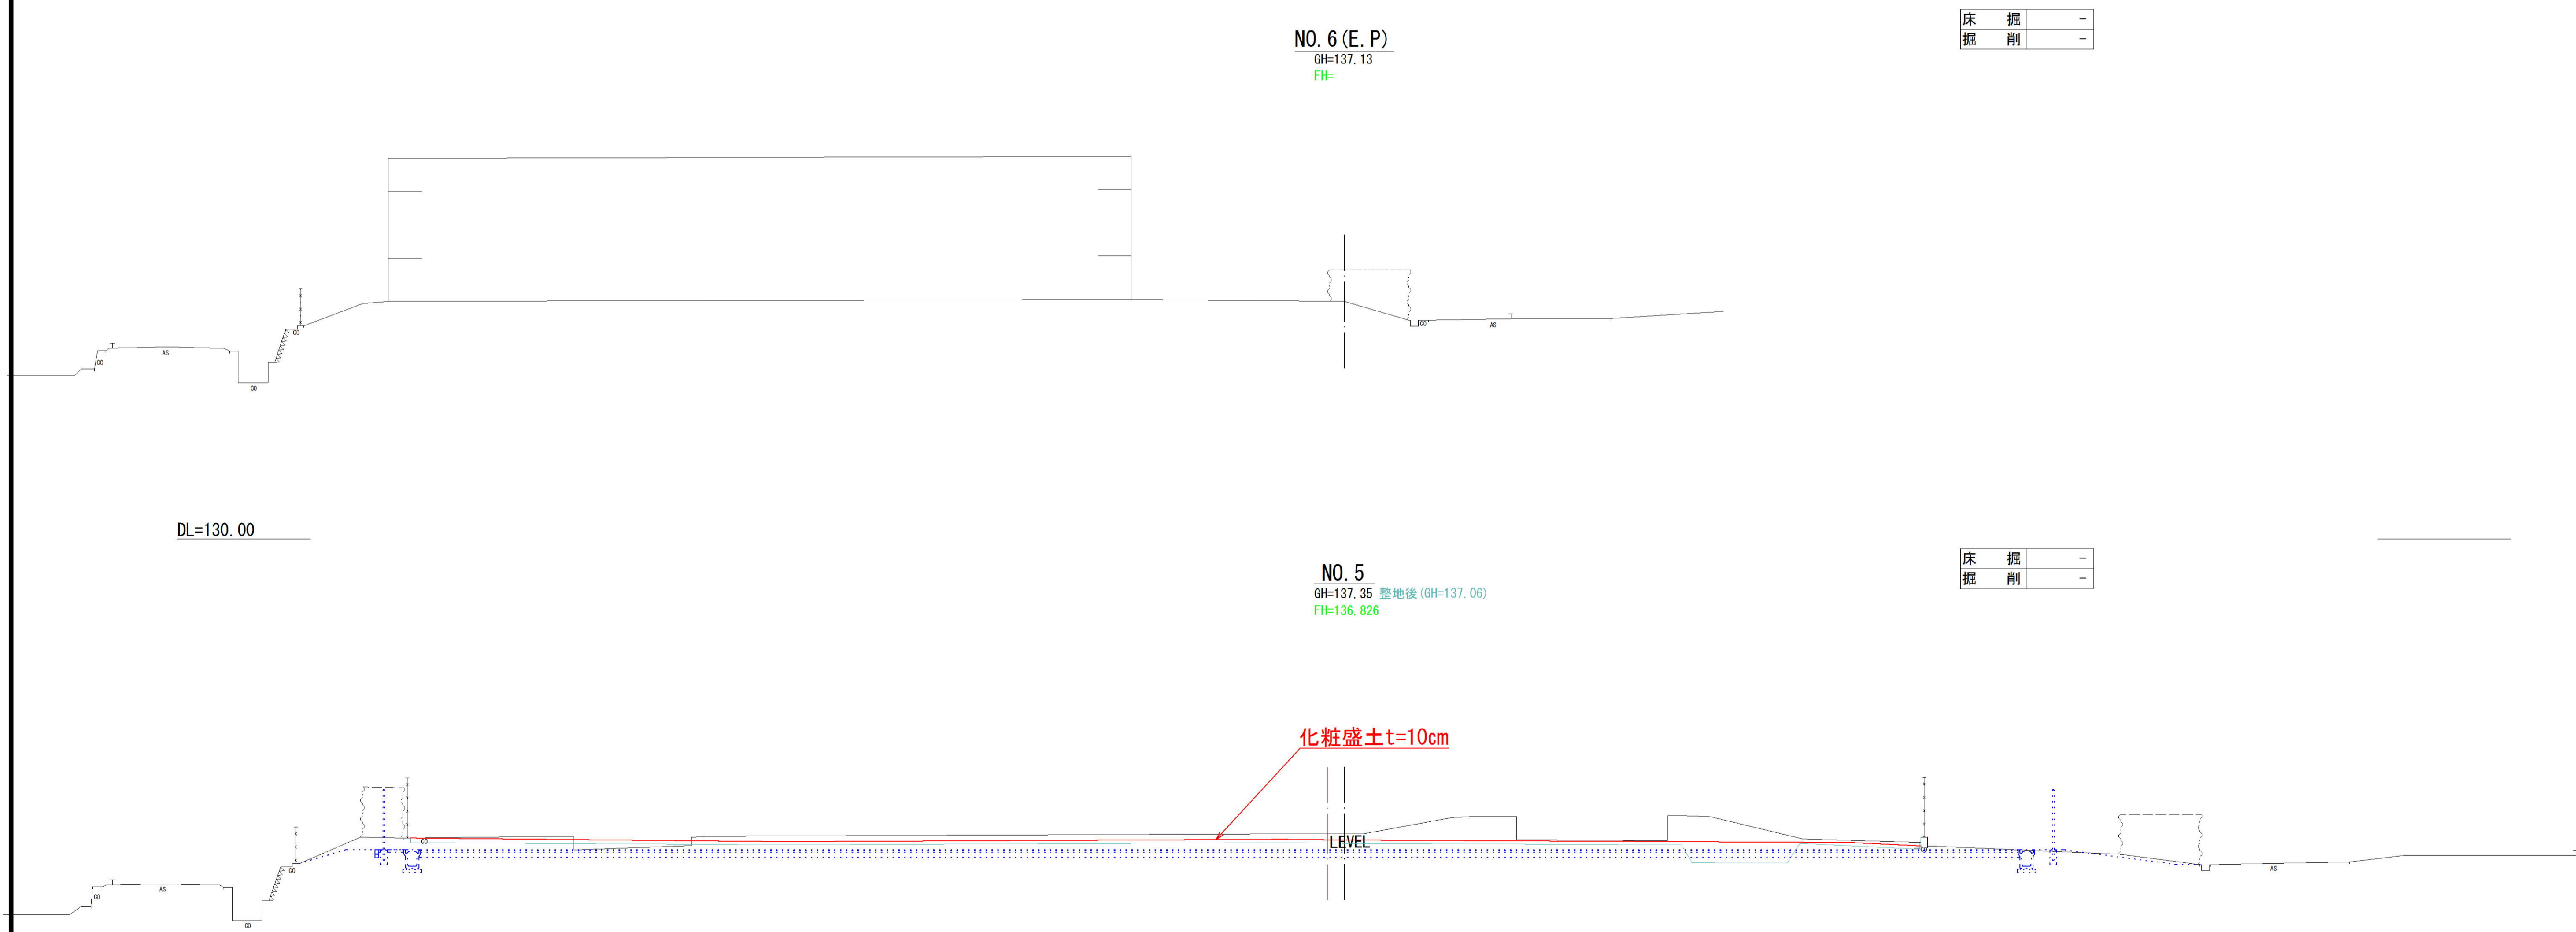 床 掘 -
NO. 6(E. P)
掘 削 -
GH=137. 13
FH=
CO
CO
AS
AS
CO
CO
DL=130. 00
床 掘 -
NO. 5
掘 削 -
GH=137. 35 整地後(GH=137. 06)
FH=136. 826
化粧盛土t=10cm
CO
LEVEL
CO
AS
AS
CO
CO